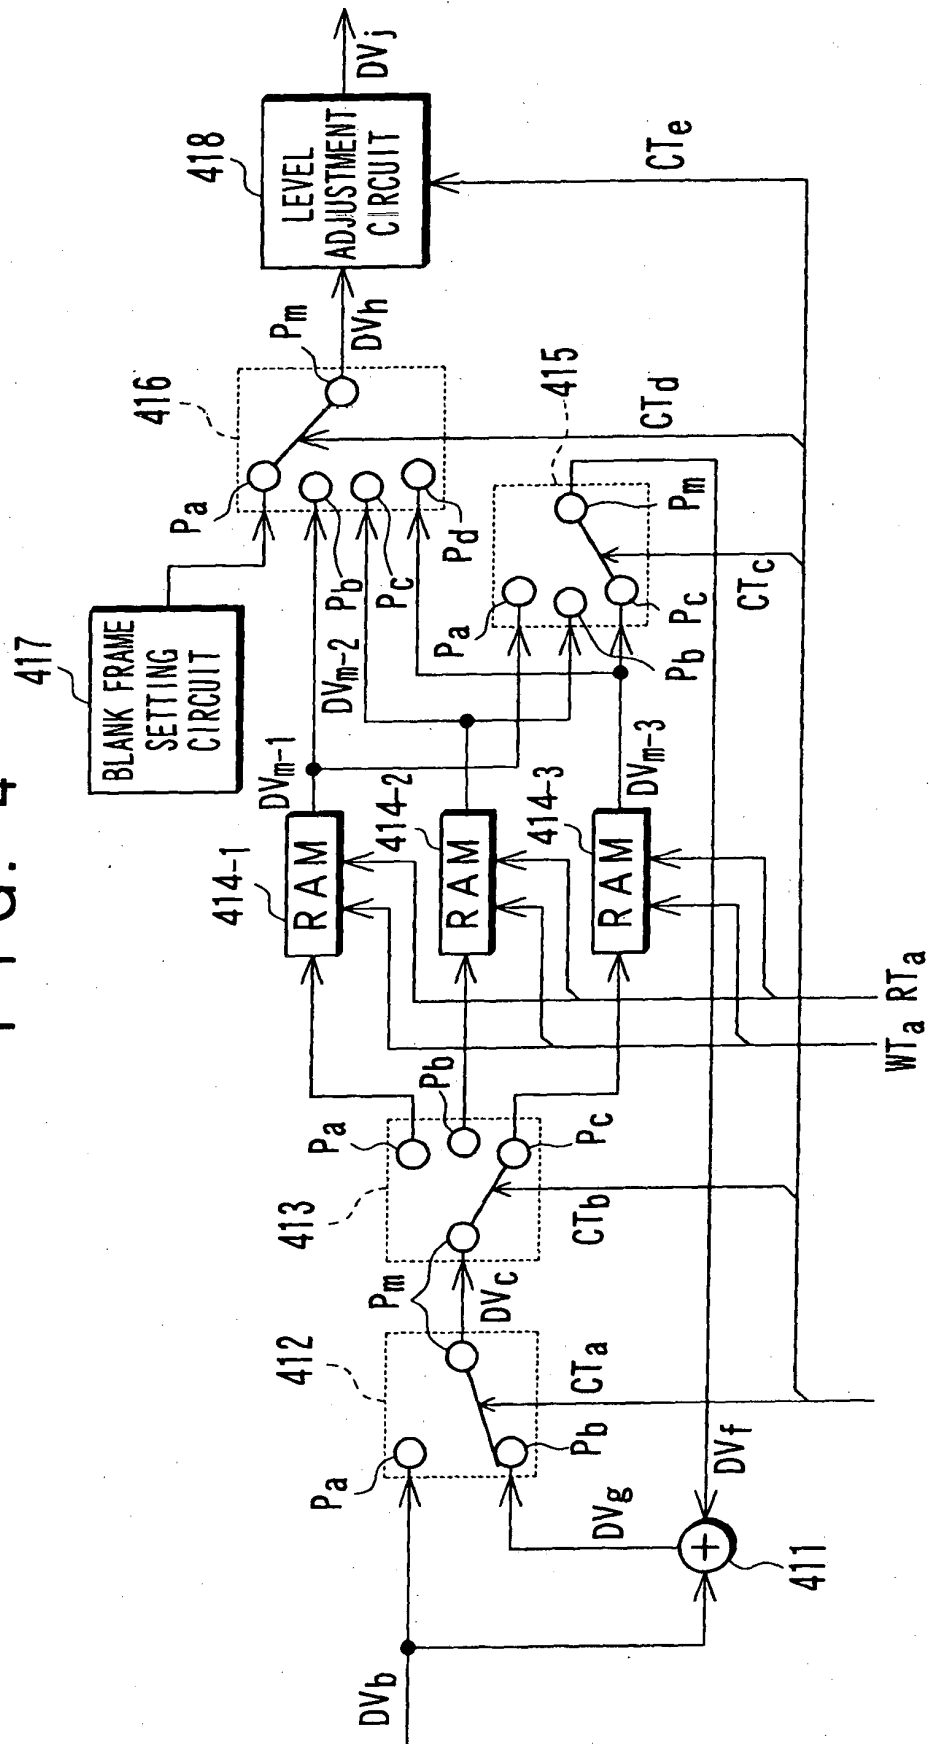 FIG. 4
417
BLANK FRAME
SETTING
CIRCUIT
416
Pa
Pb
Pc
Pd
Pm
DVh
418
LEVEL
ADJUSTMENT
CIRCUIT
DVj
CTe
CTd
415
Pa
Pb
Pc
Pm
CTc
DVm-1
DVm-2
DVm-3
414-1
RAM
414-2
RAM
414-3
RAM
WTa
RTa
413
Pa
Pb
Pc
CTb
Pm
DVc
412
Pa
Pb
CTa
DVg
DVf
411
+
DVb